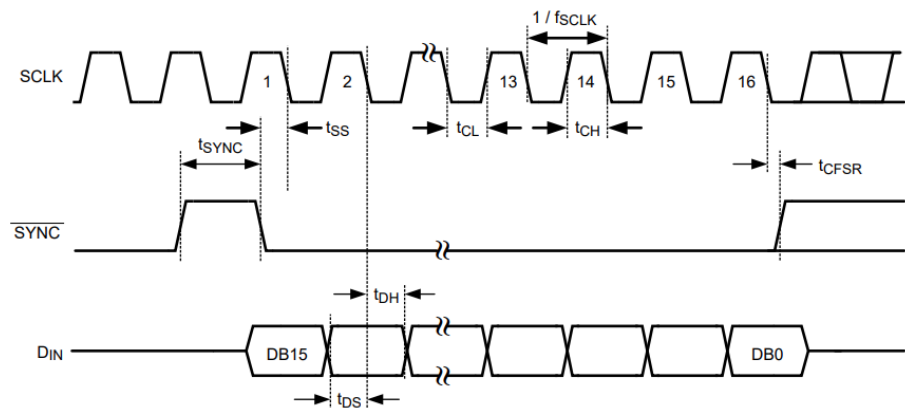 1 / fSCLK
SCLK
1
2
13
14
15
16
tSS
tCL
tCH
tSYNC
tCFSR
SYNC
tDH
DIN
DB15
DB0
tDS